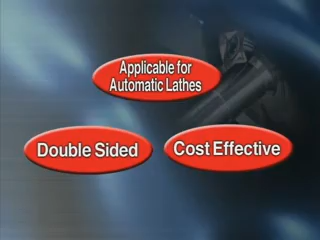 Applicable for
Automatic Lathes
Double Sided
Cost Effective